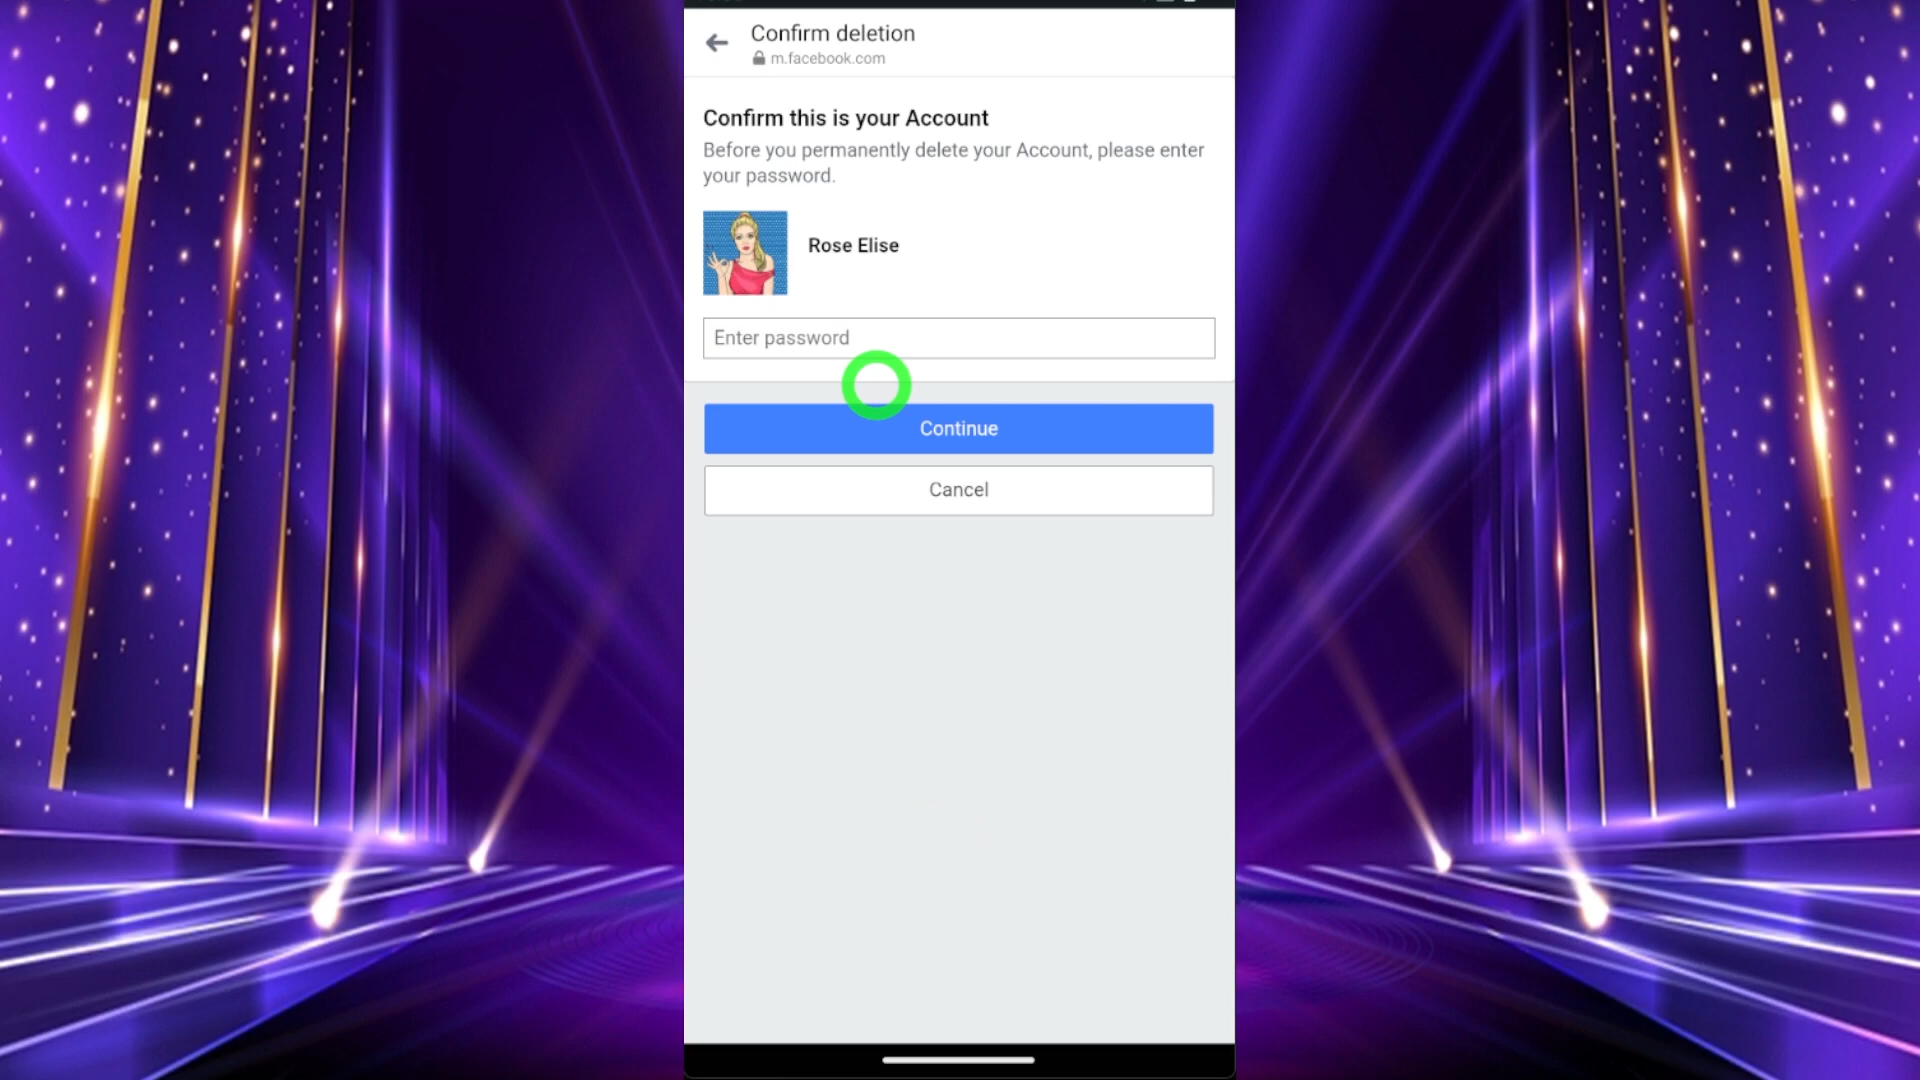 Confirm deletion
m.facebook.com
Confirm this is your Account
Before you permanently delete your Account, please enter
your password.
Rose Elise
Enter password
Continue
Cancel